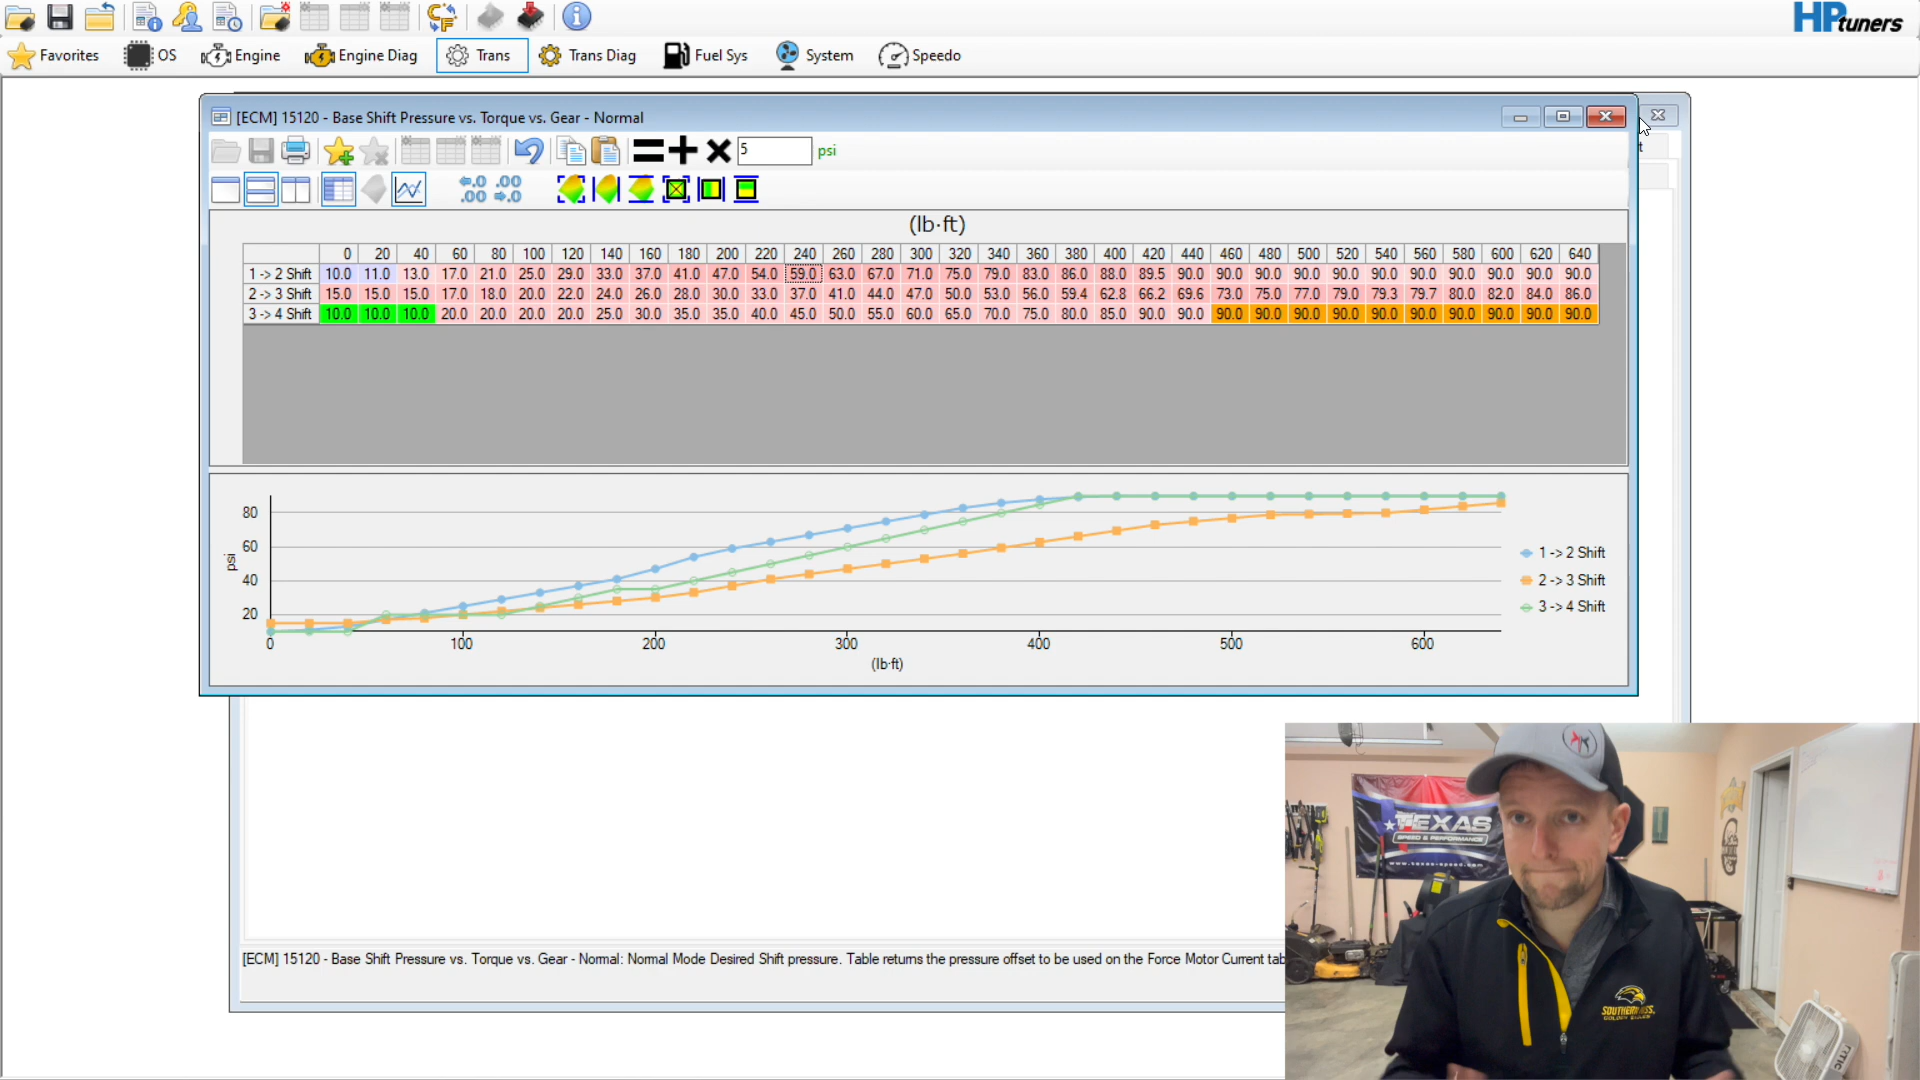 HPtuners
Favorites OS Engine Engine Diag Trans Trans Diag Fuel Sys System Speedo
[ECM] 15120 - Base Shift Pressure vs. Torque vs. Gear - Normal
5 psi
(lb·ft)
0 20 40 60 80 100 120 140 160 180 200 220 240 260 280 300 320 340 360 380 400 420 440 460 480 500 520 540 560 580 600 620 640
1 -> 2 Shift 10.0 11.0 13.0 17.0 21.0 25.0 29.0 33.0 37.0 41.0 47.0 54.0 59.0 63.0 67.0 71.0 75.0 79.0 83.0 86.0 88.0 89.5 90.0 90.0 90.0 90.0 90.0 90.0 90.0 90.0 90.0 90.0 90.0
2 -> 3 Shift 15.0 15.0 15.0 17.0 18.0 20.0 22.0 24.0 26.0 28.0 30.0 33.0 37.0 41.0 44.0 47.0 50.0 53.0 56.0 59.4 62.8 66.2 69.6 73.0 75.0 77.0 79.0 79.3 79.7 80.0 82.0 84.0 86.0
3 -> 4 Shift 10.0 10.0 10.0 20.0 20.0 20.0 20.0 25.0 30.0 35.0 35.0 40.0 45.0 50.0 55.0 60.0 65.0 70.0 75.0 80.0 85.0 90.0 90.0 90.0 90.0 90.0 90.0 90.0 90.0 90.0 90.0 90.0 90.0
80
60
40
20
psi
0 100 200 300 400 500 600
(lb·ft)
1 -> 2 Shift
2 -> 3 Shift
3 -> 4 Shift
[ECM] 15120 - Base Shift Pressure vs. Torque vs. Gear - Normal: Normal Mode Desired Shift pressure. Table returns the pressure offset to be used on the Force Motor Current
TEXAS
SPEED & PERFORMANCE
www.texas-speed.com
SOUTHERN MISS
GOLDEN EAGLES